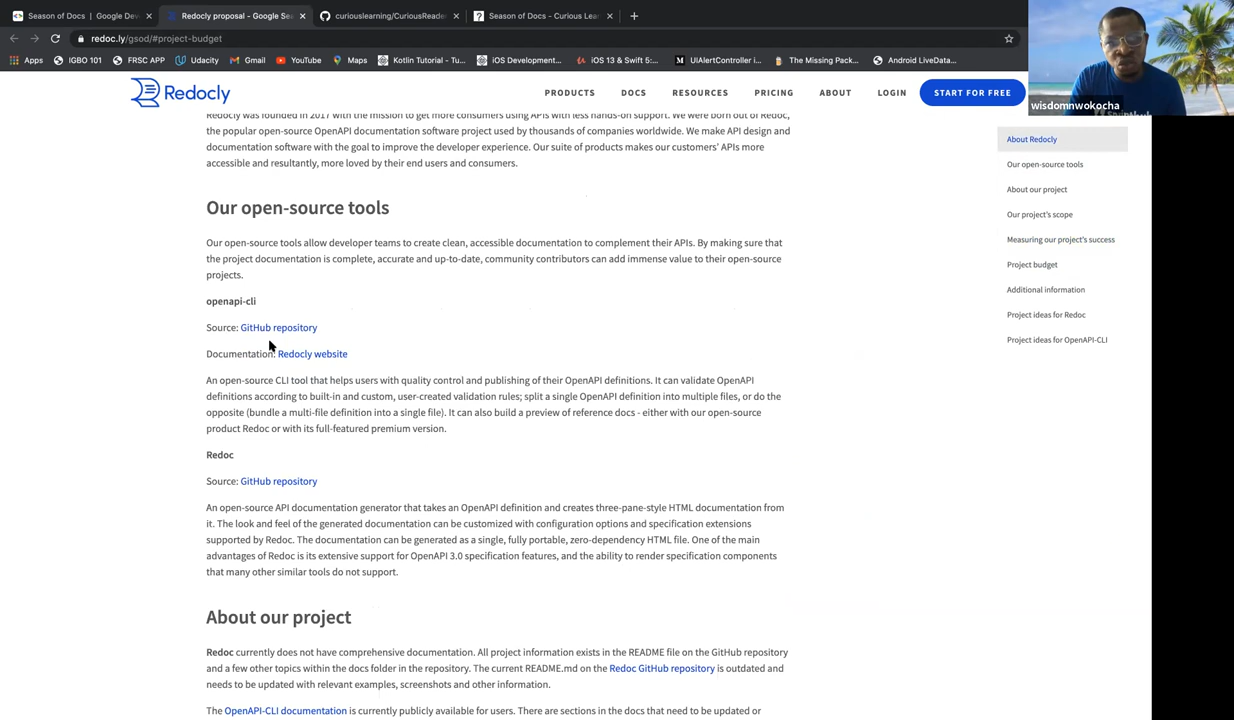 Season of Docs | Google Dev
Redocly proposal - Google Sea
curiouslearning/CuriousReade
Season of Docs - Curious Lear
redoc.ly/gsod/#project-budget
Apps
IGBO 101
FRSC APP
Udacity
Gmail
YouTube
Maps
Kotlin Tutorial - Tu...
iOS Development...
iOS 13 & Swift 5:...
UIAlertController i...
The Missing Pack...
Android LiveData...
wisdomnwokocha
Redocly
PRODUCTS
DOCS
RESOURCES
PRICING
ABOUT
LOGIN
START FOR FREE
Redocly was founded in 2017 with the mission to get more consumers using APIs with less hands-on support. We were born out of Redoc,
the popular open-source OpenAPI documentation software project used by thousands of companies worldwide. We make API design and
documentation software with the goal to improve the developer experience. Our suite of products makes our customers' APIs more
accessible and resultantly, more loved by their end users and consumers.
Our open-source tools
Our open-source tools allow developer teams to create clean, accessible documentation to complement their APIs. By making sure that
the project documentation is complete, accurate and up-to-date, community contributors can add immense value to their open-source
projects.
openapi-cli
Source: GitHub repository
Documentation: Redocly website
An open-source CLI tool that helps users with quality control and publishing of their OpenAPI definitions. It can validate OpenAPI
definitions according to built-in and custom, user-created validation rules; split a single OpenAPI definition into multiple files, or do the
opposite (bundle a multi-file definition into a single file). It can also build a preview of reference docs - either with our open-source
product Redoc or with its full-featured premium version.
Redoc
Source: GitHub repository
An open-source API documentation generator that takes an OpenAPI definition and creates three-pane-style HTML documentation from
it. The look and feel of the generated documentation can be customized with configuration options and specification extensions
supported by Redoc. The documentation can be generated as a single, fully portable, zero-dependency HTML file. One of the main
advantages of Redoc is its extensive support for OpenAPI 3.0 specification features, and the ability to render specification components
that many other similar tools do not support.
About our project
Redoc currently does not have comprehensive documentation. All project information exists in the README file on the GitHub repository
and a few other topics within the docs folder in the repository. The current README.md on the Redoc GitHub repository is outdated and
needs to be updated with relevant examples, screenshots and other information.
The OpenAPI-CLI documentation is currently publicly available for users. There are sections in the docs that need to be updated or
About Redocly
Our open-source tools
About our project
Our project's scope
Measuring our project's success
Project budget
Additional information
Project ideas for Redoc
Project ideas for OpenAPI-CLI